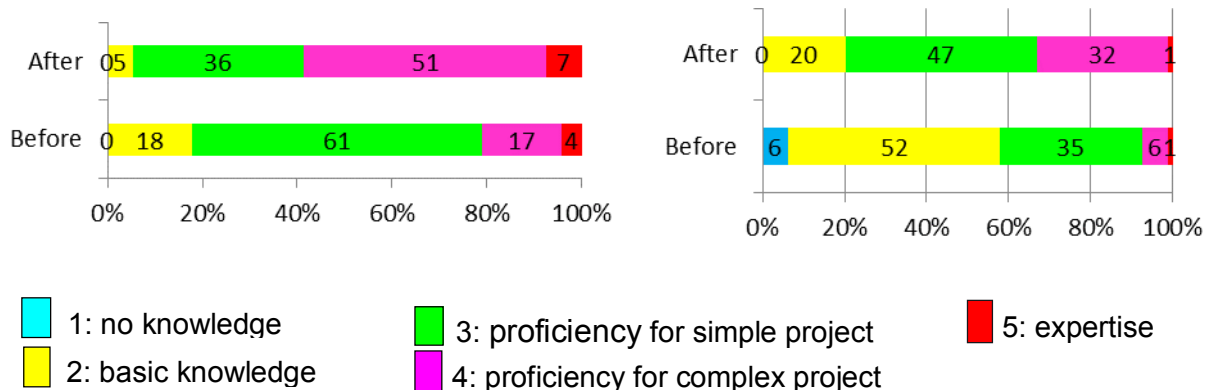 After 0 5 36 51 7
Before 0 18 61 17 4
0% 20% 40% 60% 80% 100%
After 0 20 47 32 1
Before 6 52 35 6 1
0% 20% 40% 60% 80% 100%
1: no knowledge
2: basic knowledge
3: proficiency for simple project
4: proficiency for complex project
5: expertise